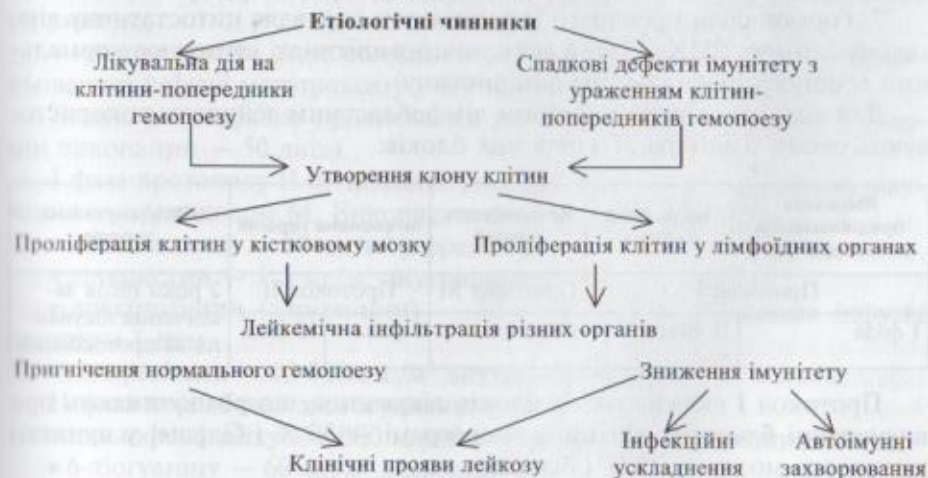 Етіологічні чинники
Лікувальна дія на
клітини-попередники
гемопоезу
Спадкові дефекти імунітету з
ураженням клітин-
попередників гемопоезу
Утворення клону клітин
Проліферація клітин у кістковому мозку
Проліферація клітин у лімфоїдних органах
Лейкемічна інфільтрація різних органів
Пригнічення нормального гемопоезу
Зниження імунітету
Клінічні прояви лейкозу
Інфекційні
ускладнення
Автоімунні
захворювання